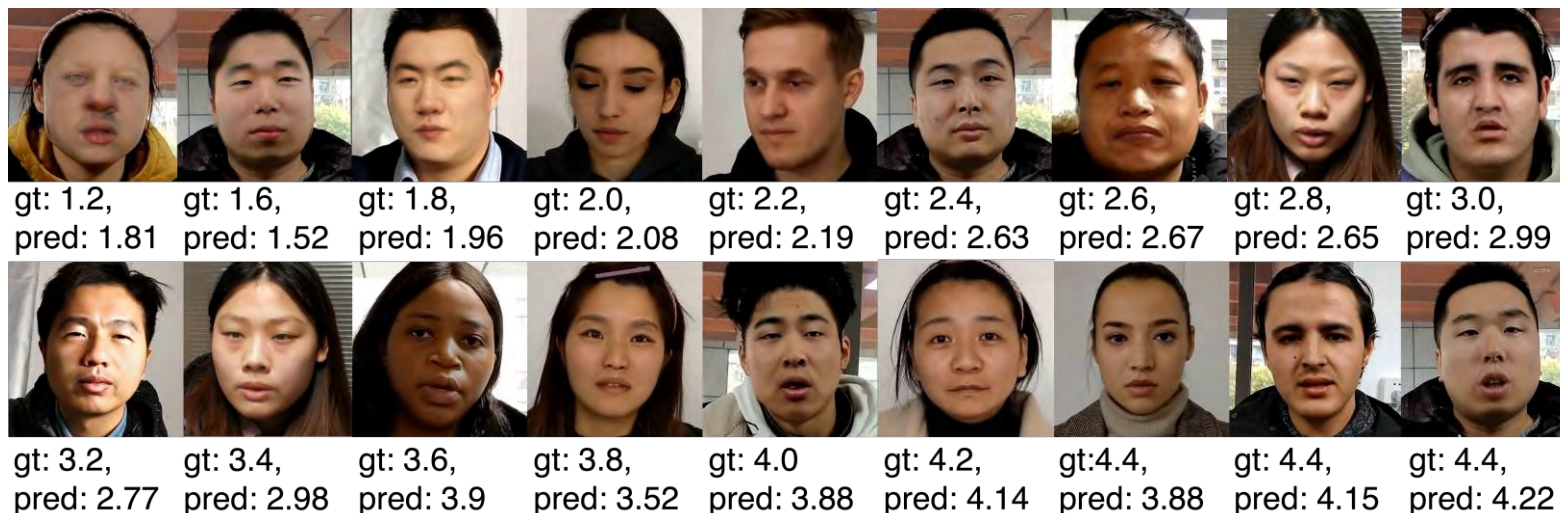 gt: 1.2,
pred: 1.81
gt: 1.6,
pred: 1.52
gt: 1.8,
pred: 1.96
gt: 2.0,
pred: 2.08
gt: 2.2,
pred: 2.19
gt: 2.4,
pred: 2.63
gt: 2.6,
pred: 2.67
gt: 2.8,
pred: 2.65
gt: 3.0,
pred: 2.99
gt: 3.2,
pred: 2.77
gt: 3.4,
pred: 2.98
gt: 3.6,
pred: 3.9
gt: 3.8,
pred: 3.52
gt: 4.0
pred: 3.88
gt: 4.2,
pred: 4.14
gt:4.4,
pred: 3.88
gt: 4.4,
pred: 4.15
gt: 4.4,
pred: 4.22